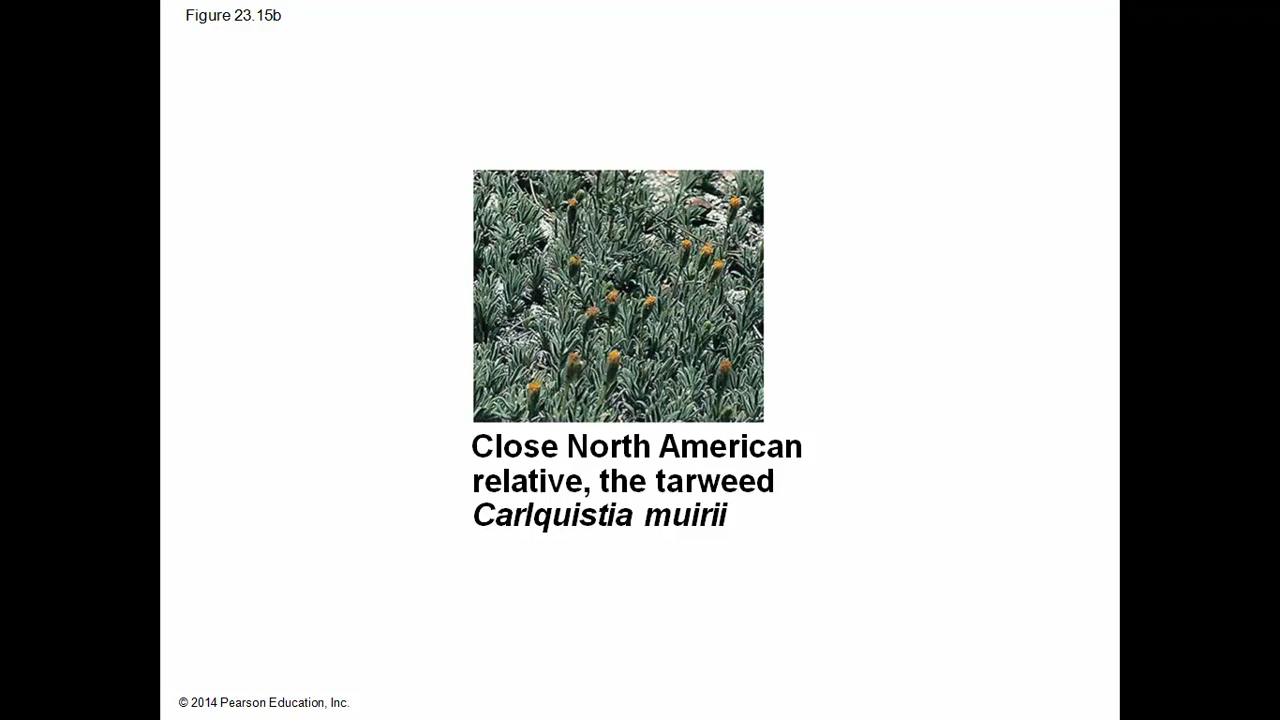 Figure 23.15b
Close North American
relative, the tarweed
Carlquistia muirii
© 2014 Pearson Education, Inc.